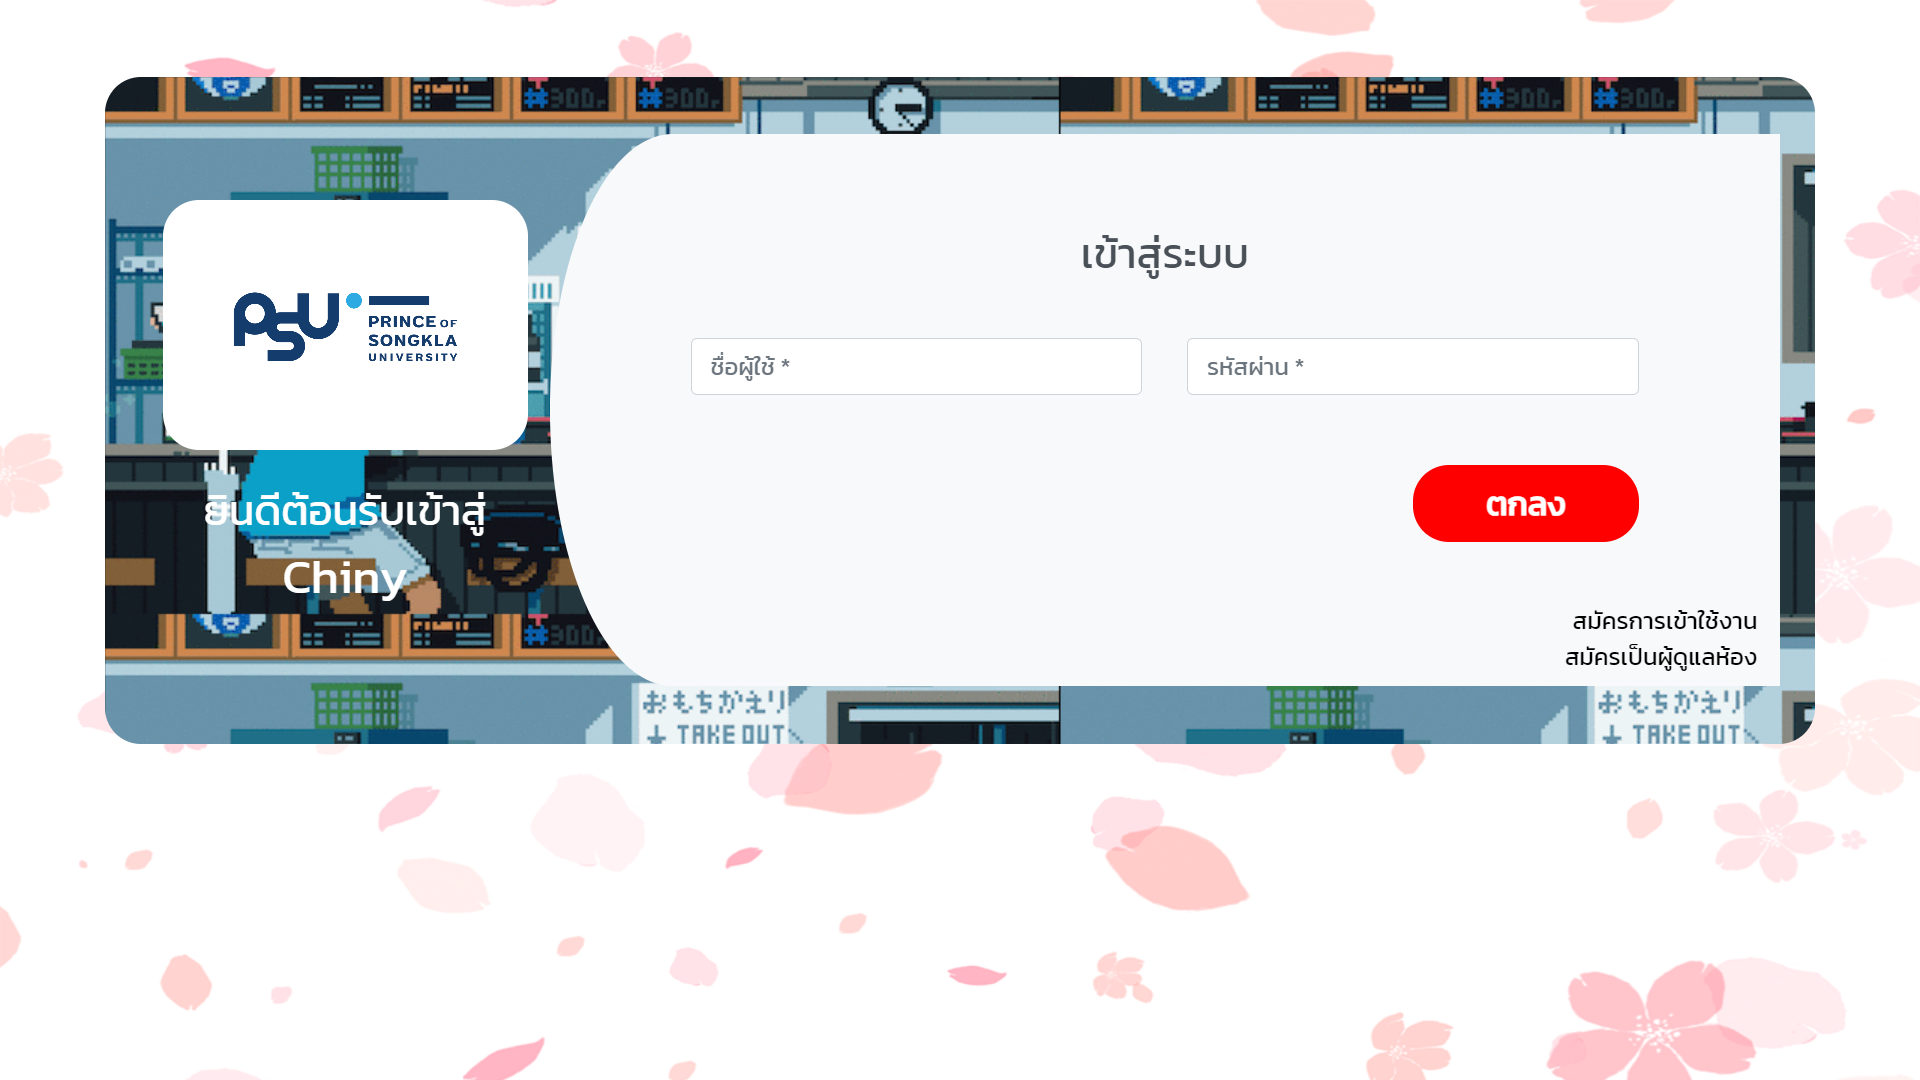 PSU
PRINCE OF
SONGKLA
UNIVERSITY
ยินดีต้อนรับเข้าสู่
Chiny
เข้าสู่ระบบ
ชื่อผู้ใช้ *
รหัสผ่าน *
ตกลง
สมัครการเข้าใช้งาน
สมัครเป็นผู้ดูแลห้อง
おもちかえり
TAKE OUT
おもちかえり
TAKE OUT